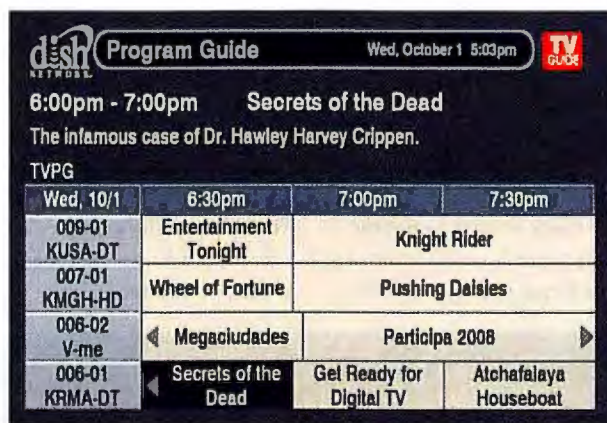 dish NETWORK
Program Guide
Wed, October 1 5:03pm
TV GUIDE
6:00pm - 7:00pm Secrets of the Dead
The infamous case of Dr. Hawley Harvey Crippen.
TVPG
Wed, 10/1 6:30pm 7:00pm 7:30pm
009-01 KUSA-DT
Entertainment Tonight
Knight Rider
007-01 KMGH-HD
Wheel of Fortune
Pushing Daisies
006-02 V-me
Megaciudades
Participa 2008
006-01 KRMA-DT
Secrets of the Dead
Get Ready for Digital TV
Atchafalaya Houseboat